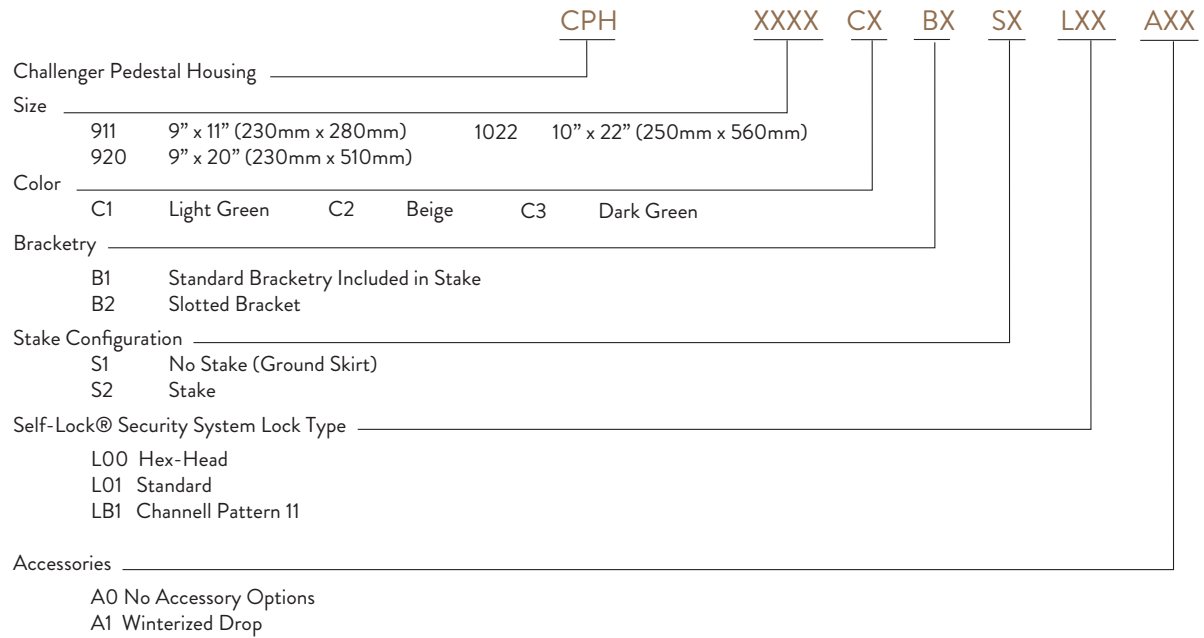 CPH XXXX CX BX SX LXX AXX
Challenger Pedestal Housing
Size
911 9” x 11” (230mm x 280mm) 1022 10” x 22” (250mm x 560mm)
920 9” x 20” (230mm x 510mm)
Color
C1 Light Green C2 Beige C3 Dark Green
Bracketry
B1 Standard Bracketry Included in Stake
B2 Slotted Bracket
Stake Configuration
S1 No Stake (Ground Skirt)
S2 Stake
Self-Lock® Security System Lock Type
L00 Hex-Head
L01 Standard
LB1 Channell Pattern 11
Accessories
A0 No Accessory Options
A1 Winterized Drop